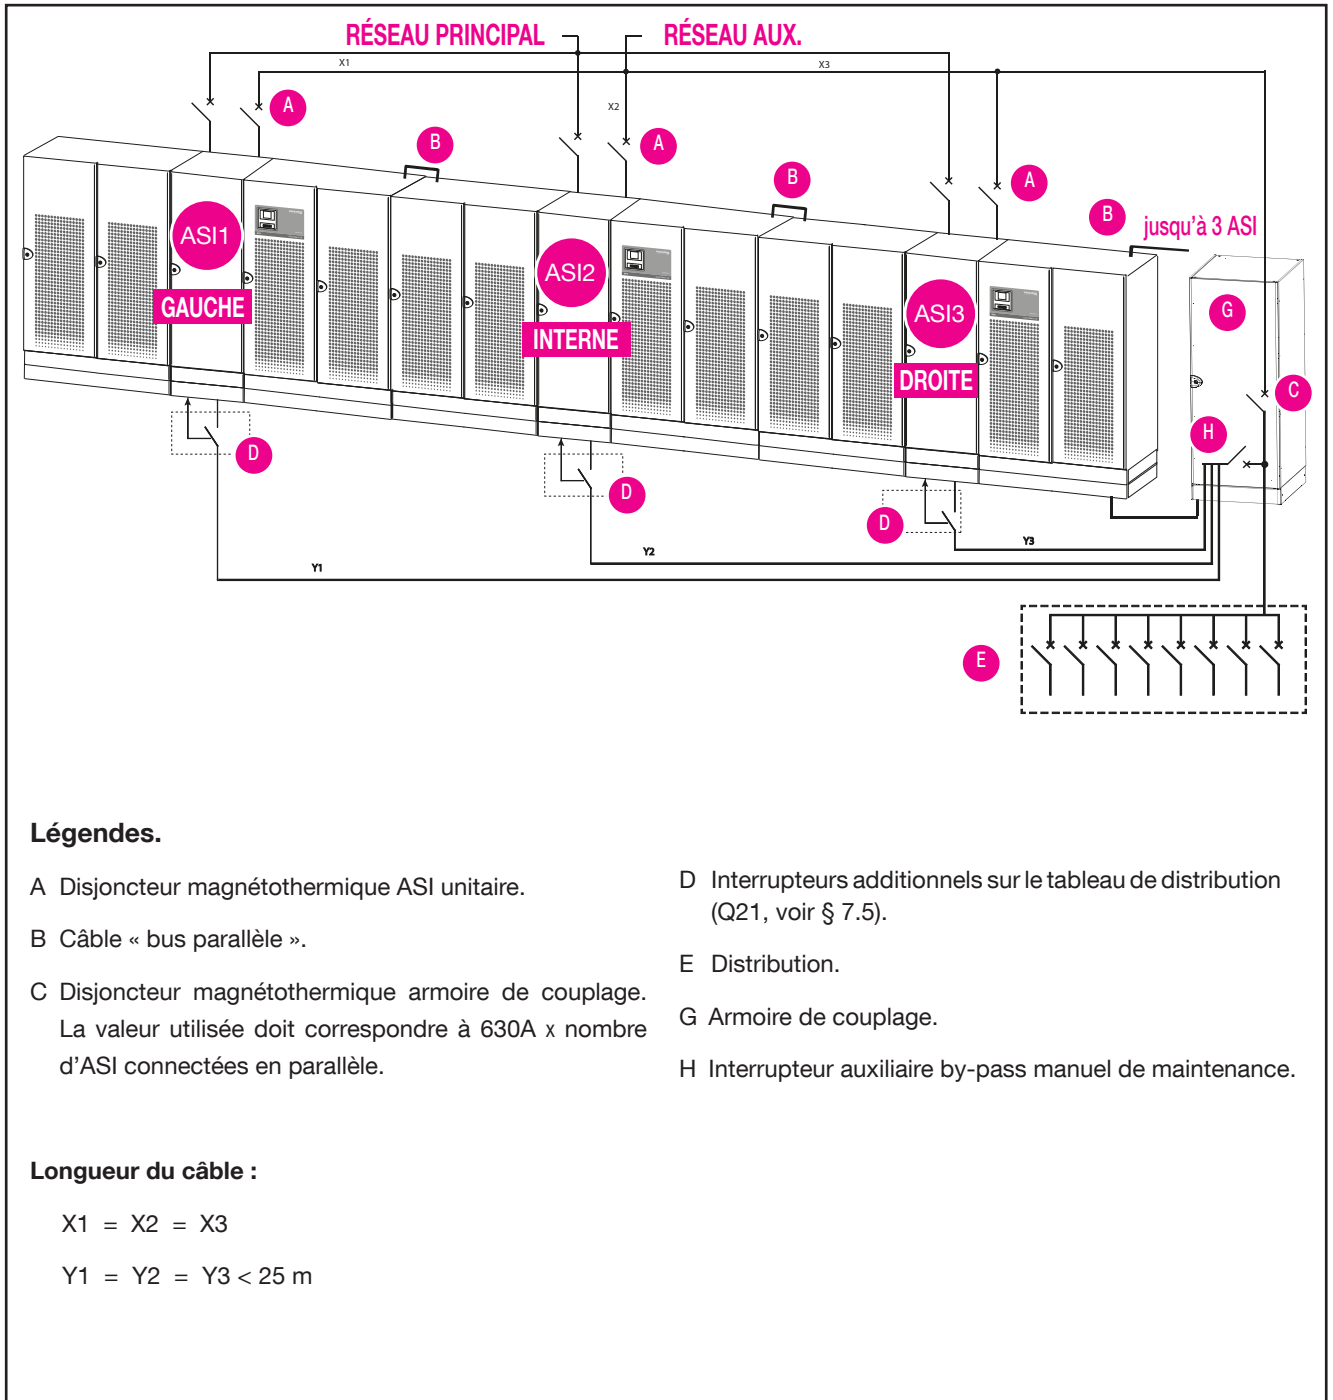 RÉSEAU PRINCIPAL
RÉSEAU AUX.
X1
X3
X2
A
A
A
B
B
B
jusqu'à 3 ASI
ASI1
GAUCHE
ASI2
INTERNE
ASI3
DROITE
G
C
H
D
D
D
Y1
Y2
Y3
E
Légendes.
A Disjoncteur magnétothermique ASI unitaire.
B Câble « bus parallèle ».
C Disjoncteur magnétothermique armoire de couplage.
La valeur utilisée doit correspondre à 630A x nombre
d'ASI connectées en parallèle.
D Interrupteurs additionnels sur le tableau de distribution
(Q21, voir § 7.5).
E Distribution.
G Armoire de couplage.
H Interrupteur auxiliaire by-pass manuel de maintenance.
Longueur du câble :
X1 = X2 = X3
Y1 = Y2 = Y3 < 25 m